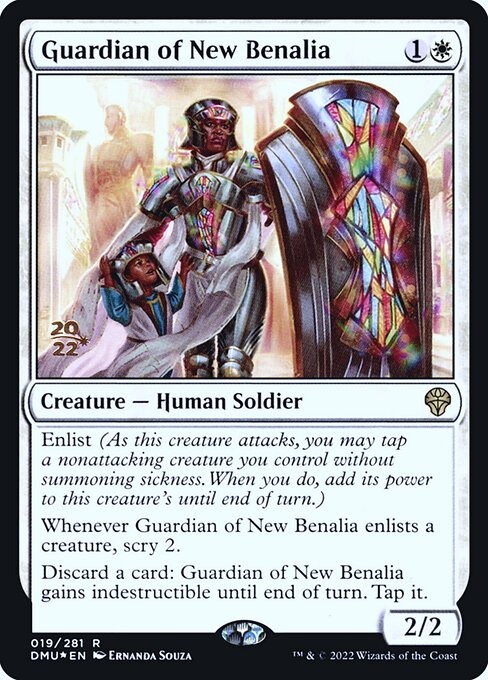 Guardian of New Benalia 1
20
22
Creature — Human Soldier
Enlist (As this creature attacks, you may tap
a nonattacking creature you control without
summoning sickness. When you do, add its power
to this creature's until end of turn.)
Whenever Guardian of New Benalia enlists a
creature, scry 2.
Discard a card: Guardian of New Benalia
gains indestructible until end of turn. Tap it.
2/2
019/281 R
DMU★EN Ernanda Souza
™ & © 2022 Wizards of the Coast